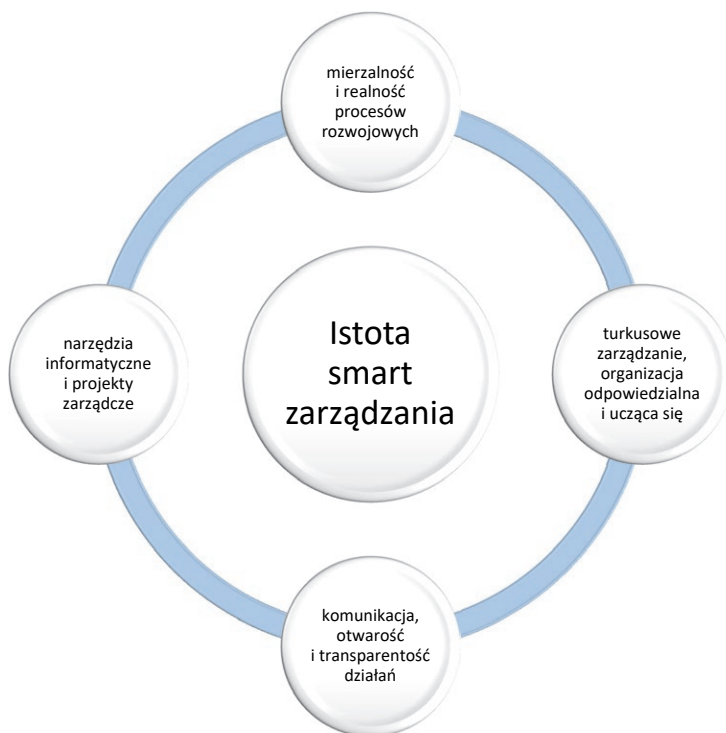 mierzalność
i realność
procesów
rozwojowych
narzędzia
informatyczne
i projekty
zarządcze
Istota
smart
zarządzania
turkusowe
zarządzanie,
organizacja
odpowiedzialna
i ucząca się
komunikacja,
otwarość
i transparentość
działań